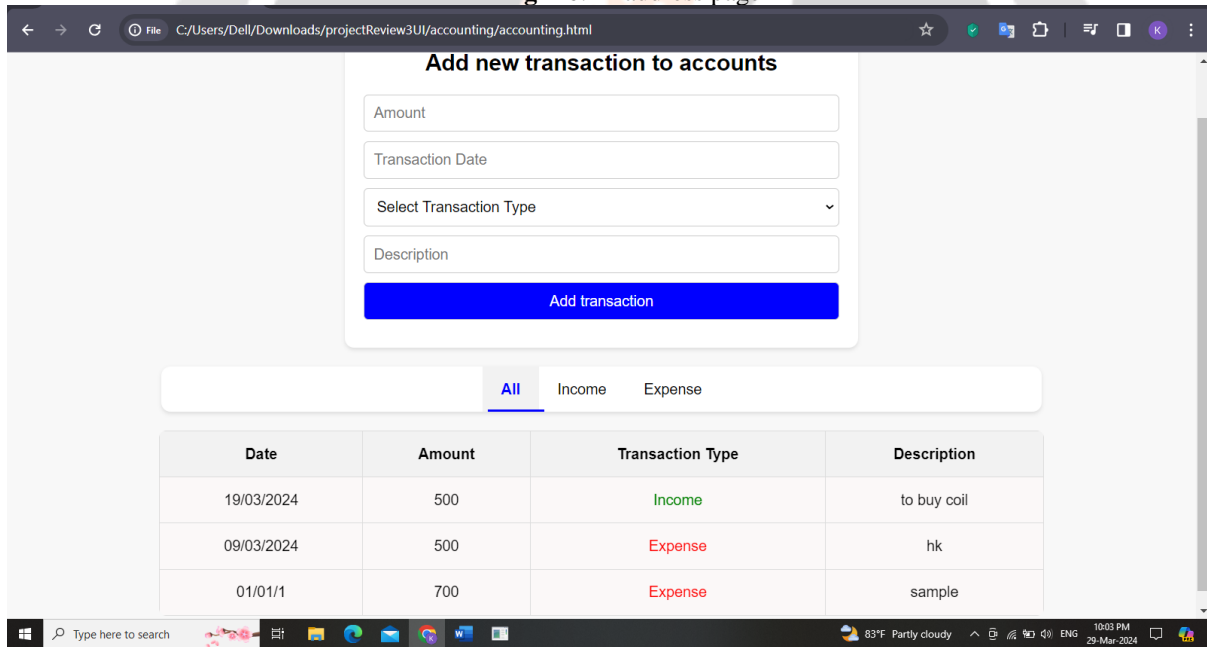 address page
File C:/Users/Dell/Downloads/projectReview3UI/accounting/accounting.html K
Add new transaction to accounts
Amount
Transaction Date
Select Transaction Type
Description
Add transaction
All Income Expense
Date Amount Transaction Type Description
19/03/2024 500 Income to buy coil
09/03/2024 500 Expense hk
01/01/1 700 Expense sample
Type here to search 83°F Partly cloudy ENG 10:03 PM
29-Mar-2024